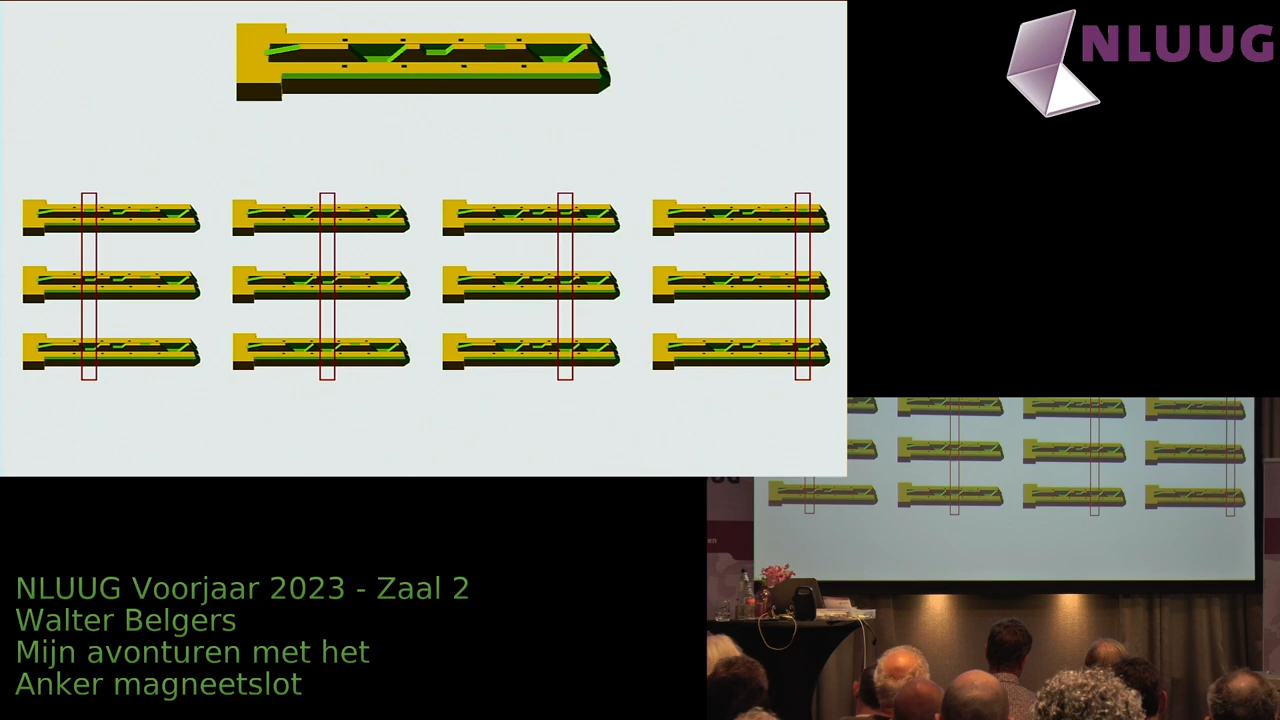 NLUUG
NLUUG Voorjaar 2023 - Zaal 2
Walter Belgers
Mijn avonturen met het
Anker magneetslot